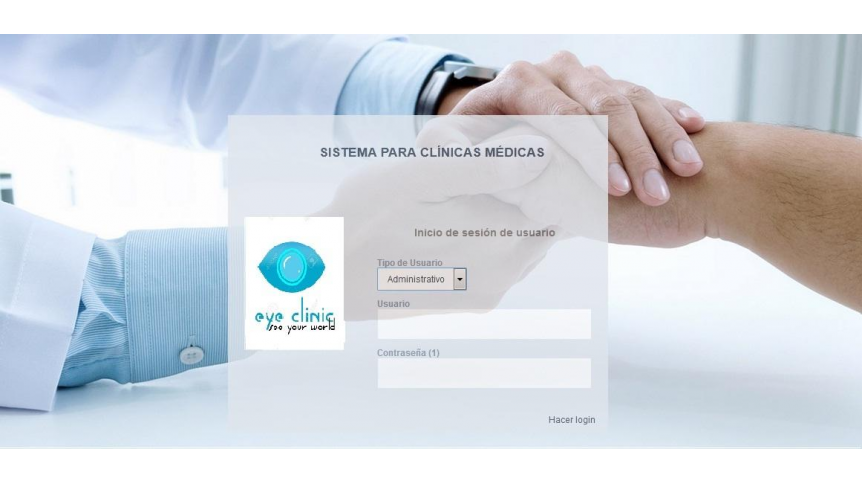 SISTEMA PARA CLÌNICAS MÉDICAS
Inicio de sesión de usuario
Tipo de Usuario
Administrativo
Usuario
eye clinic
see your world
Contraseña (1)
Hacer login